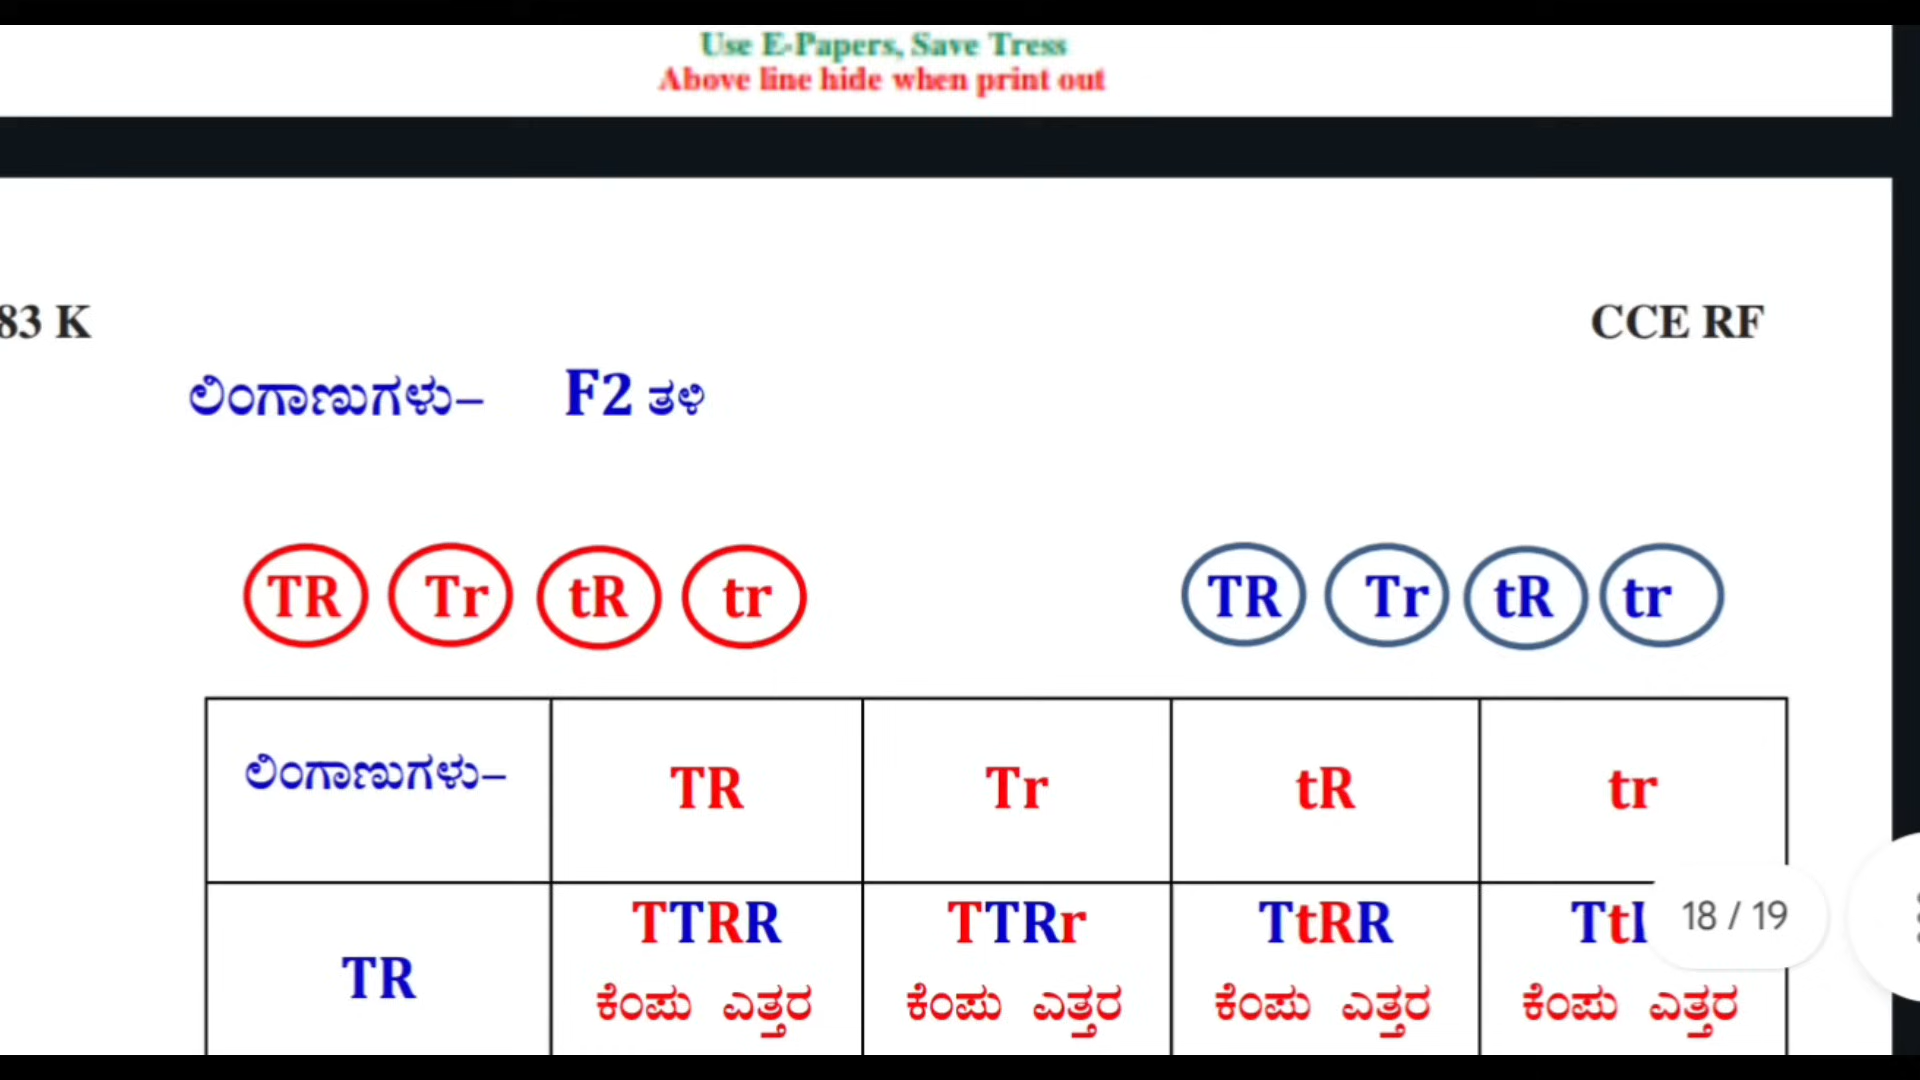 Use E-Papers, Save Tress
Above line hide when print out
83 K CCE RF
ಲಿಂಗಾಣುಗಳು– F2 ತಳಿ
TR Tr tR tr TR Tr tR tr
ಲಿಂಗಾಣುಗಳು– TR Tr tR tr
TR TTRR TTRr TtRR
ಕೆಂಪು ಎತ್ತರ ಕೆಂಪು ಎತ್ತರ ಕೆಂಪು ಎತ್ತರ ಕೆಂಪು ಎತ್ತರ
18 / 19